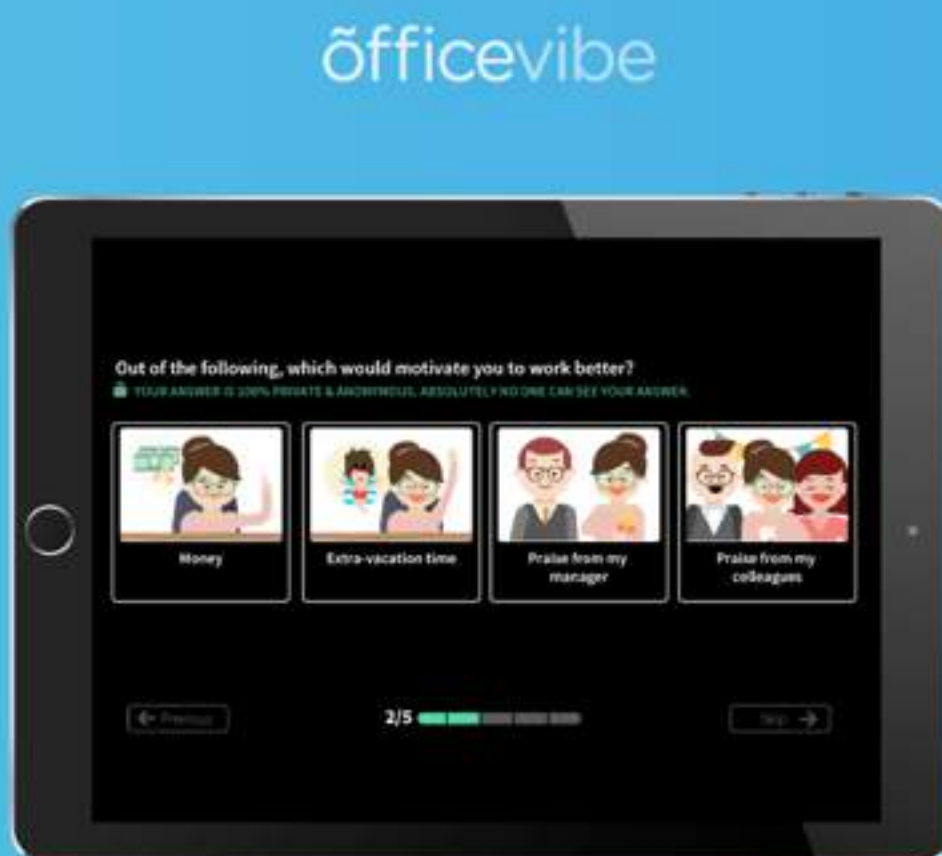 õfficevibe
Out of the following, which would motivate you to work better?
YOUR ANSWER IS 100% PRIVATE & ANONYMOUS. ABSOLUTELY NO ONE CAN SEE YOUR ANSWER.
Money
Extra-vacation time
Praise from my
manager
Praise from my
colleagues
Previous
2/5
Skip